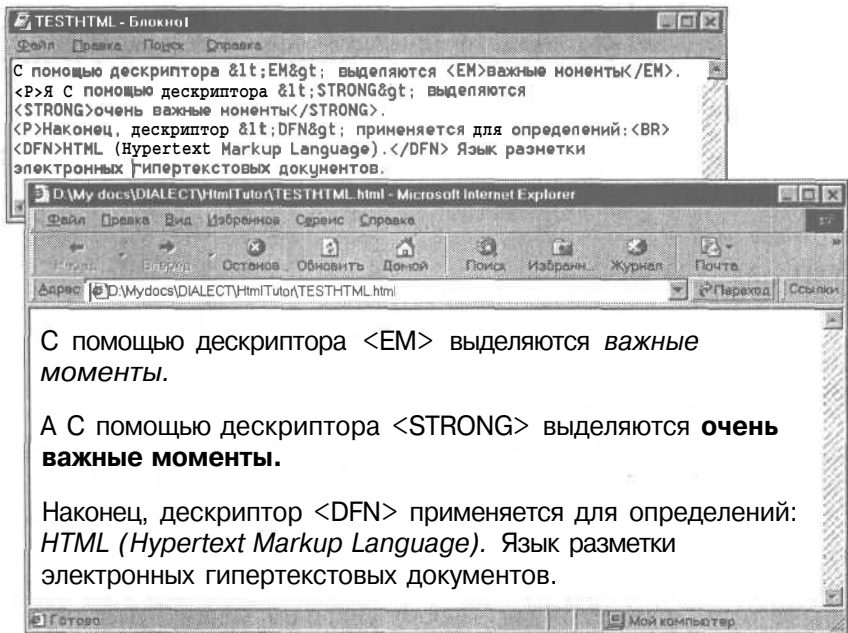 TESTHTML - Блокнот
Файл Правка Поиск Справка
С помощью дескриптора &lt;EM&gt; выделяются <EM>важные моменты</EM>.
<P>Я С помощью дескриптора &lt;STRONG&gt; выделяются
<STRONG>очень важные моменты</STRONG>.
<P>Наконец, дескриптор &lt;DFN&gt; применяется для определений:<BR>
<DFN>HTML (Hypertext Markup Language).</DFN> Язык разметки
электронных гипертекстовых документов.
D:\My docs\DIALECT\HtmlTutor\TESTHTML.html - Microsoft Internet Explorer
Файл Правка Вид Избранное Сервис Справка
Вперед Останов. Обновить Домой Поиск Избранн... Журнал Почта
Адрес D:\Mydocs\DIALECT\HtmlTutor\TESTHTML.html Переход Ссылки
С помощью дескриптора <EM> выделяются важные
моменты.
А С помощью дескриптора <STRONG> выделяются очень
важные моменты.
Наконец, дескриптор <DFN> применяется для определений:
HTML (Hypertext Markup Language). Язык разметки
электронных гипертекстовых документов.
Готово Мой компьютер